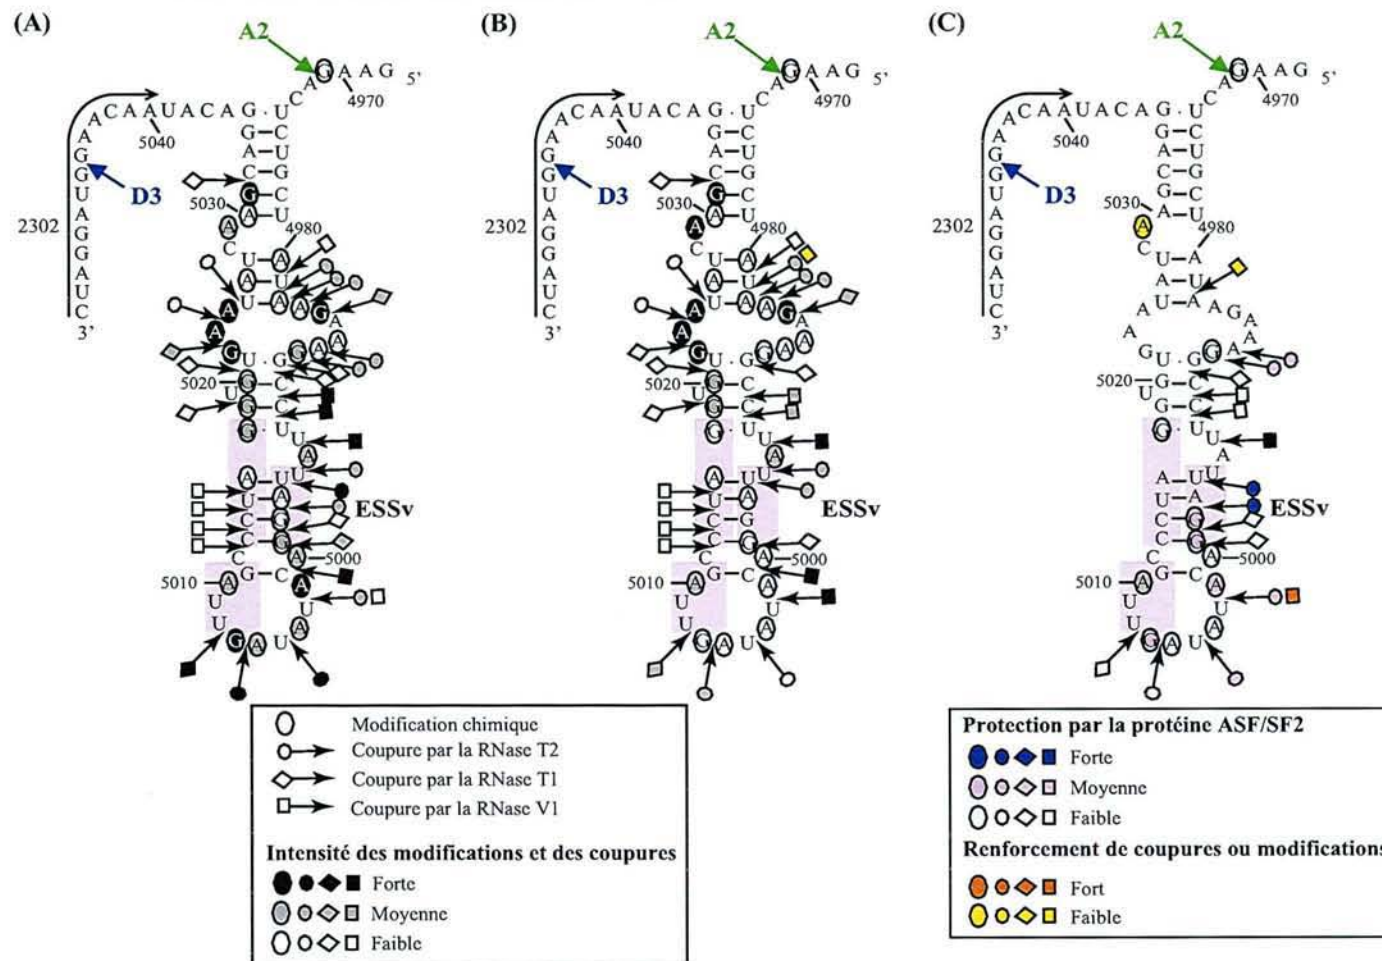 (A)
A2
G A A G 5'
4970
A C A A U A C A G
5040
A C
U C U G C U
G A C G A A C U A U A A G U G U G G A U C C C G A U U G A U
A U A A G A A A G G C C U U A U U A G G A C A U A
A A G G U A G G A U C
3'
D3
2302
5030
4980
5020
5010
5000
ESSv
(B)
A2
G A A G 5'
4970
A C A A U A C A G
5040
A C
U C U G C U
G A C G A A C U A U A A G U G U G G A U C C C G A U U G A U
A U A A G A A A G G C C U U A U U A G G A C A U A
A A G G U A G G A U C
3'
D3
2302
5030
4980
5020
5010
5000
ESSv
(C)
A2
G A A G 5'
4970
A C A A U A C A G
5040
A C
U C U G C U
G A C G A A C U A U A A G U G U G G A U C C C G A U U G A U
A U A A G A A A G G C C U U A U U A G G A C A U A
A A G G U A G G A U C
3'
D3
2302
5030
4980
5020
5010
5000
ESSv
Modification chimique
Coupure par la RNase T2
Coupure par la RNase T1
Coupure par la RNase V1
Intensité des modifications et des coupures
Forte
Moyenne
Faible
Protection par la protéine ASF/SF2
Forte
Moyenne
Faible
Renforcement de coupures ou modifications
Fort
Faible